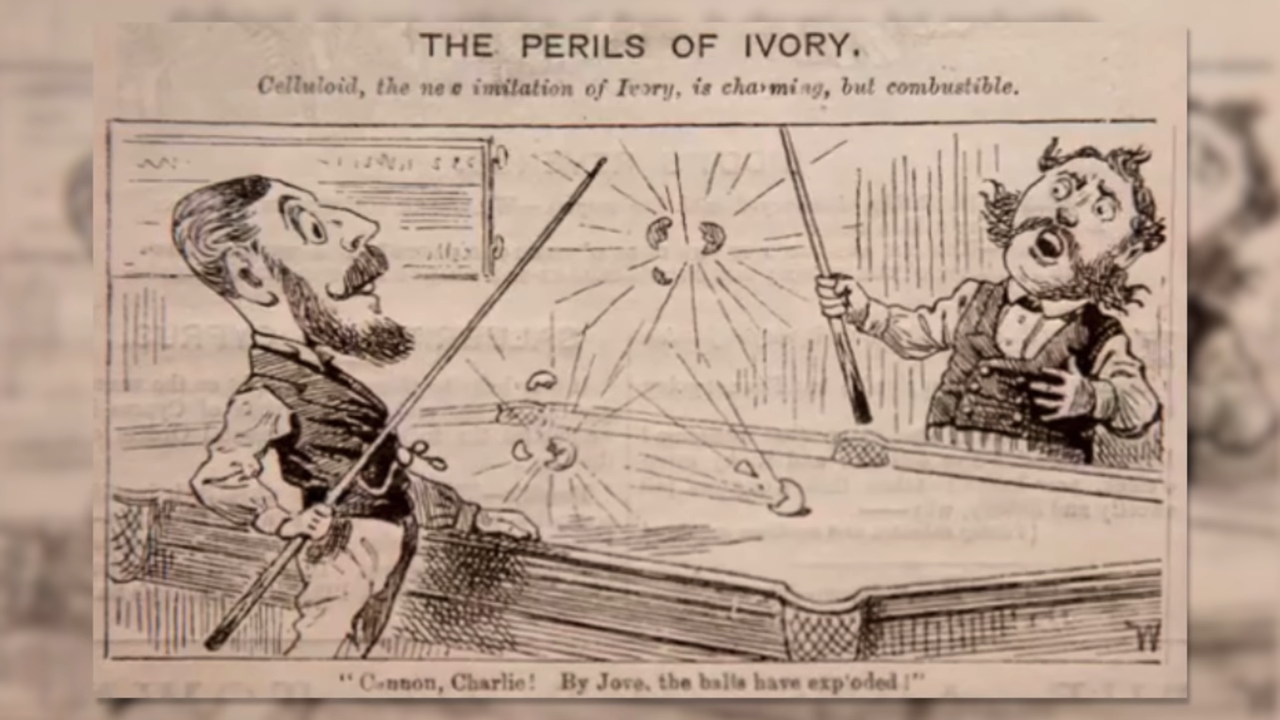 THE PERILS OF IVORY.
Celluloid, the new imitation of Ivory, is charming, but combustible.
"Cannon, Charlie! By Jove, the balls have exploded!"
W